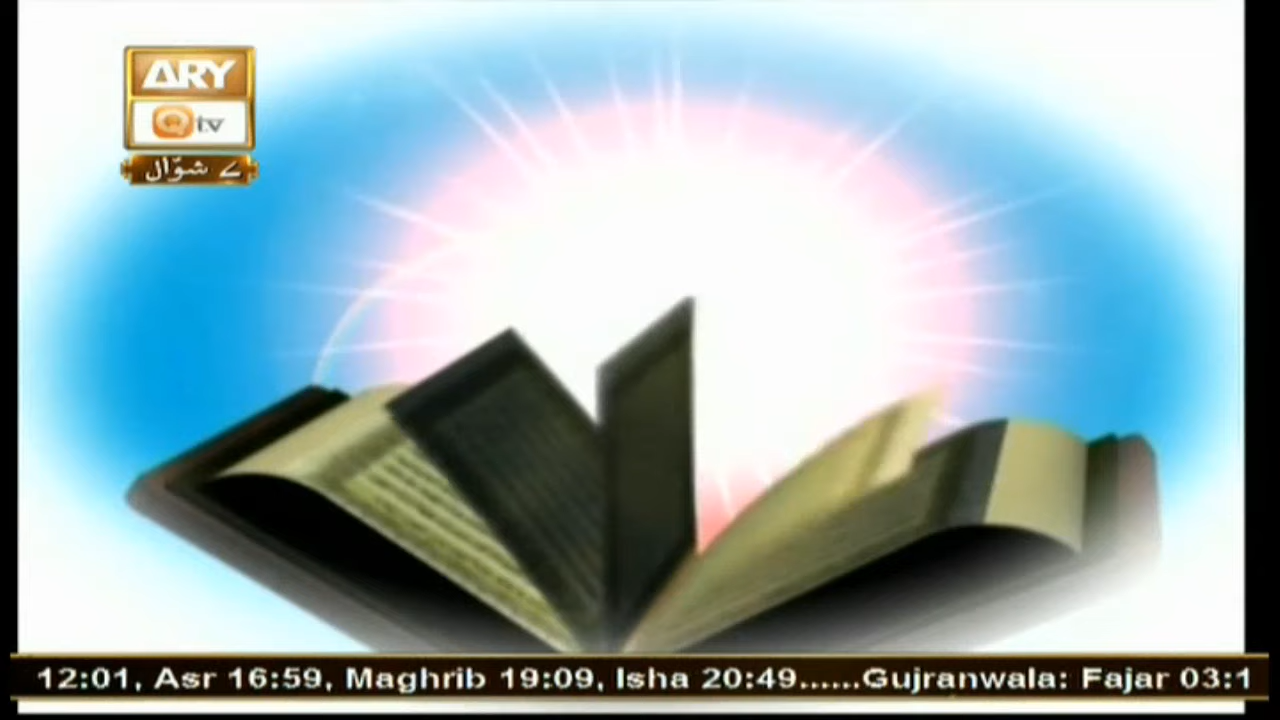 ARY
Qtv
۷ شوّال
12:01, Asr 16:59, Maghrib 19:09, Isha 20:49......Gujranwala: Fajar 03:1